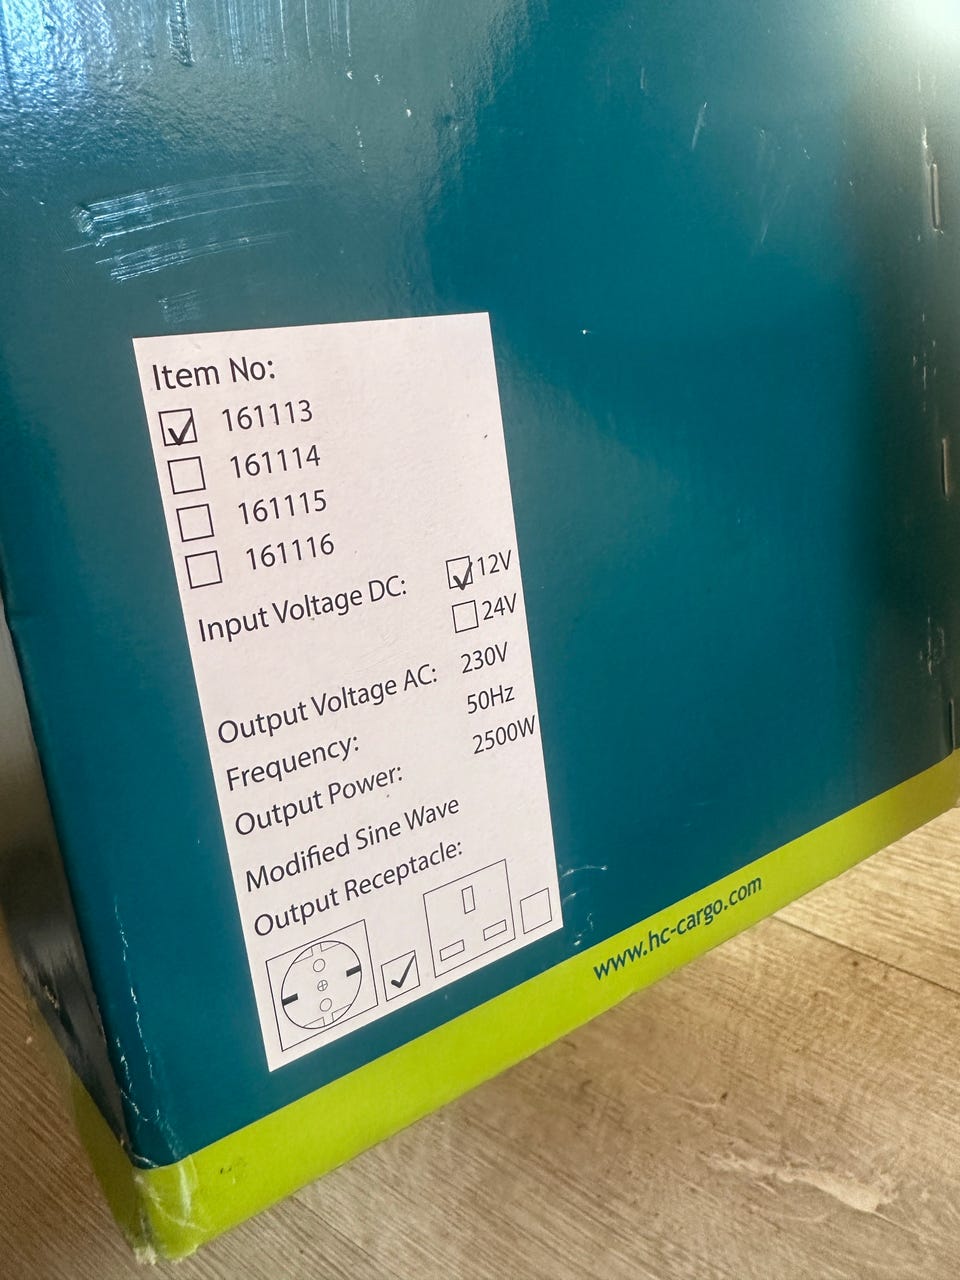 Item No:
161113
161114
161115
161116
Input Voltage DC: 12V
24V
Output Voltage AC: 230V
Frequency: 50Hz
Output Power: 2500W
Modified Sine Wave
Output Receptacle:
www.hc-cargo.com